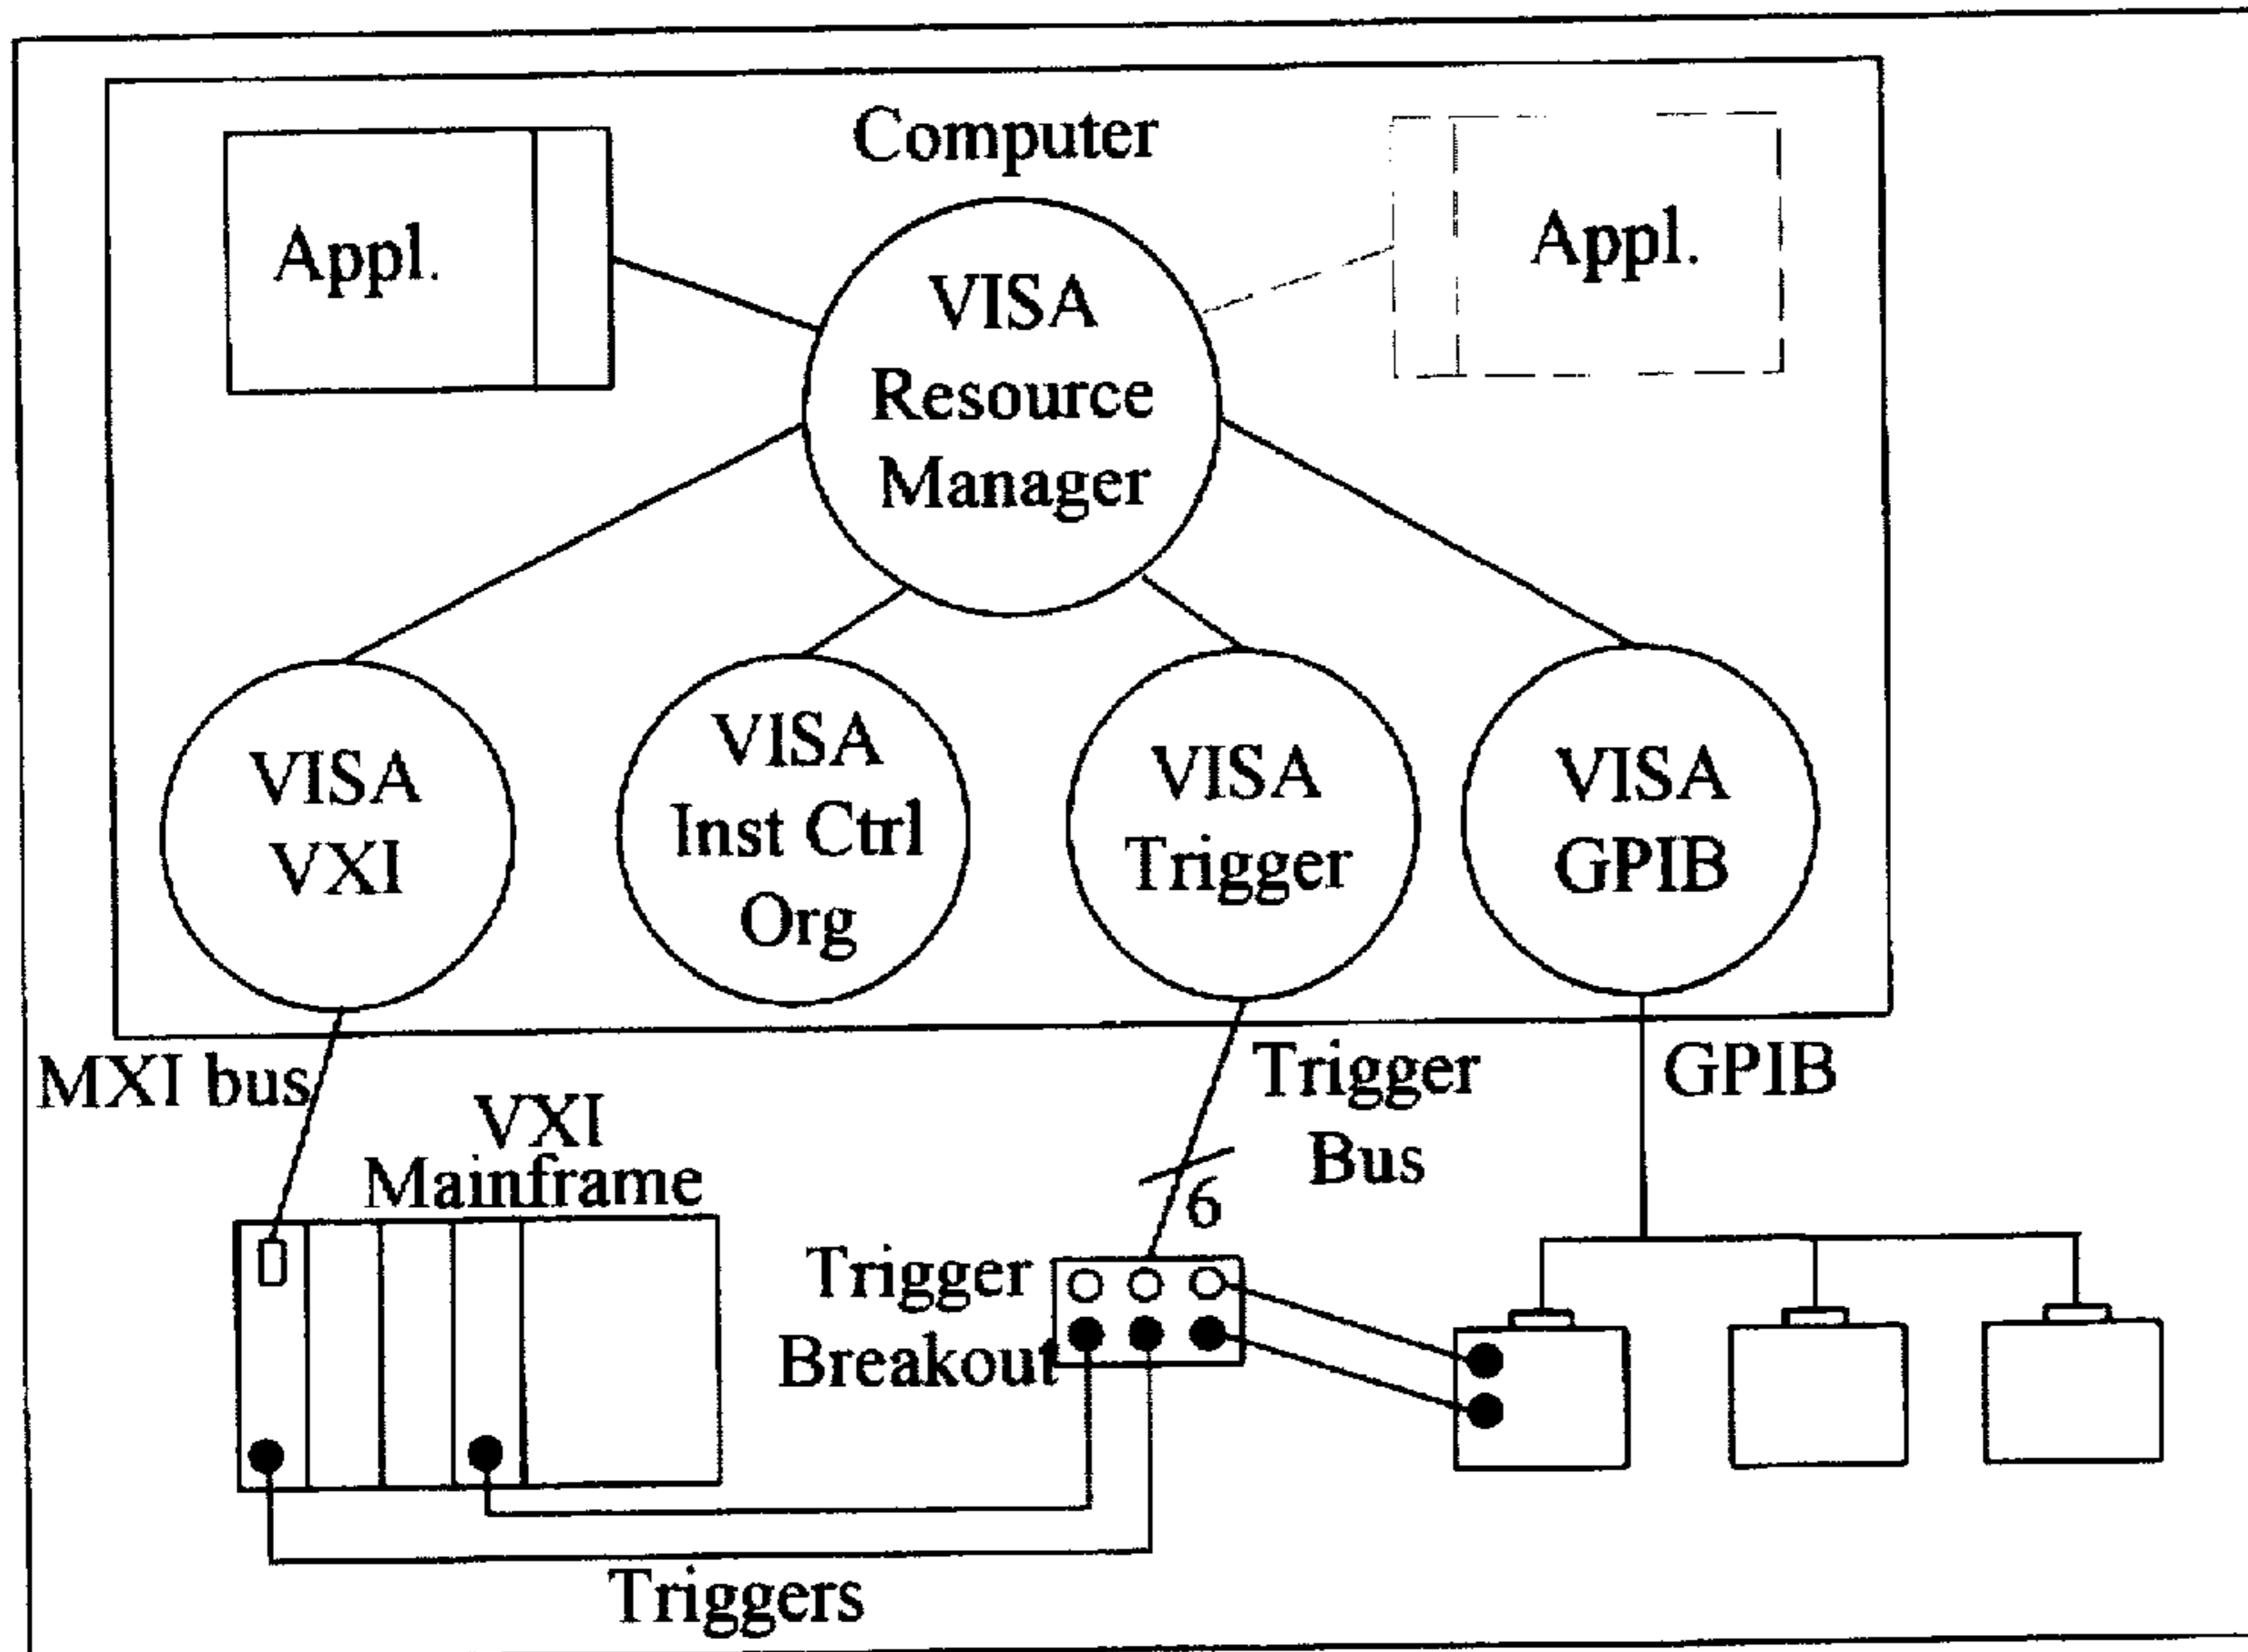 Computer
Appl.
Appl.
VISA
Resource
Manager
VISA
VXI
VISA
Inst Ctrl
Org
VISA
Trigger
VISA
GPIB
MXI bus
VXI
Mainframe
Trigger
Bus
6
GPIB
Trigger
Breakout
Triggers